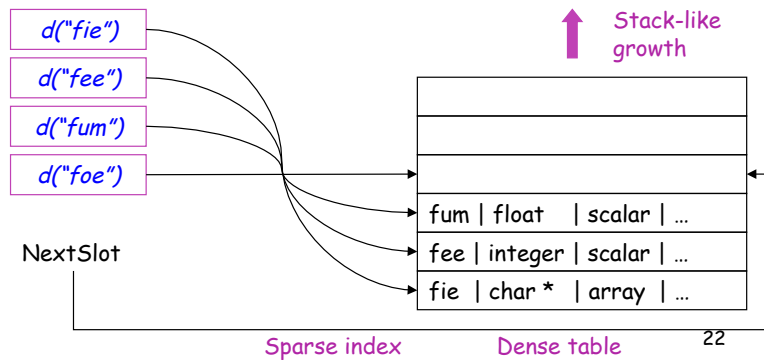 d("fie")
d("fee")
d("fum")
d("foe")
NextSlot
Stack-like
growth
fum | float | scalar | ...
fee | integer | scalar | ...
fie | char * | array | ...
Sparse index
Dense table
22